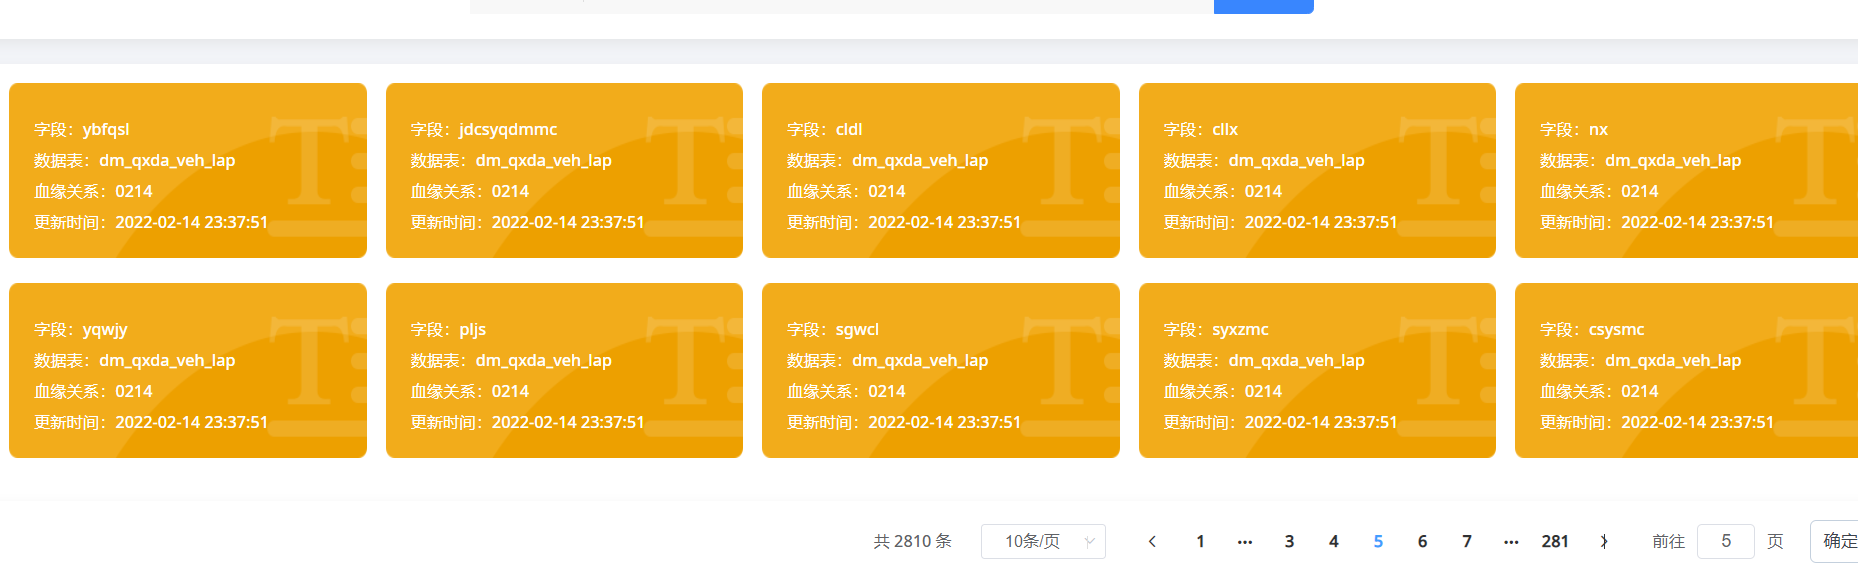 字段：ybfqsl
数据表：dm_qxda_veh_lap
血缘关系：0214
更新时间：2022-02-14 23:37:51
字段：jdcsyqdmmc
数据表：dm_qxda_veh_lap
血缘关系：0214
更新时间：2022-02-14 23:37:51
字段：cldl
数据表：dm_qxda_veh_lap
血缘关系：0214
更新时间：2022-02-14 23:37:51
字段：cllx
数据表：dm_qxda_veh_lap
血缘关系：0214
更新时间：2022-02-14 23:37:51
字段：nx
数据表：dm_qxda_veh_lap
血缘关系：0214
更新时间：2022-02-14 23:37:51
字段：yqwjy
数据表：dm_qxda_veh_lap
血缘关系：0214
更新时间：2022-02-14 23:37:51
字段：pljs
数据表：dm_qxda_veh_lap
血缘关系：0214
更新时间：2022-02-14 23:37:51
字段：sgwcl
数据表：dm_qxda_veh_lap
血缘关系：0214
更新时间：2022-02-14 23:37:51
字段：syxzmc
数据表：dm_qxda_veh_lap
血缘关系：0214
更新时间：2022-02-14 23:37:51
字段：csysmc
数据表：dm_qxda_veh_lap
血缘关系：0214
更新时间：2022-02-14 23:37:51
共 2810 条 10条/页 1 ... 3 4 5 6 7 ... 281 前往 5 页 确定